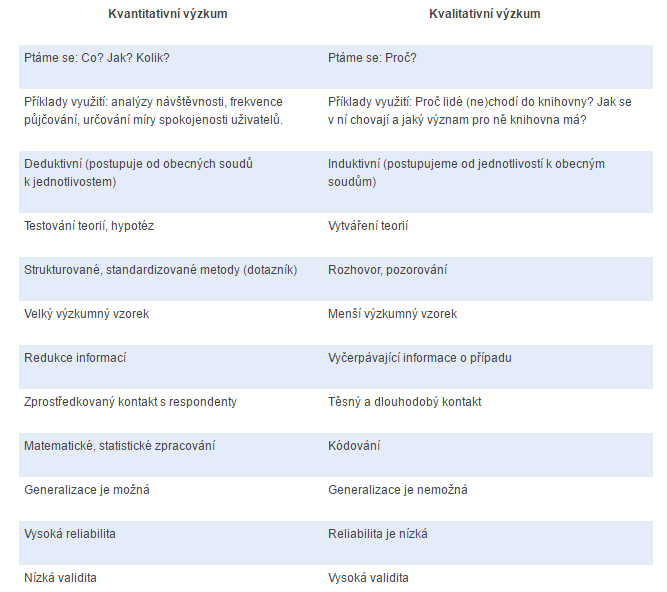 Kvantitativní výzkum
Kvalitativní výzkum
Ptáme se: Co? Jak? Kolik?
Ptáme se: Proč?
Příklady využití: analýzy návštěvnosti, frekvence
půjčování, určování míry spokojenosti uživatelů.
Příklady využití: Proč lidé (ne)chodí do knihovny? Jak se
v ní chovají a jaký význam pro ně knihovna má?
Deduktivní (postupuje od obecných soudů
k jednotlivostem)
Induktivní (postupujeme od jednotlivostí k obecným
soudům)
Testování teorií, hypotéz
Vytváření teorií
Strukturované, standardizované metody (dotazník)
Rozhovor, pozorování
Velký výzkumný vzorek
Menší výzkumný vzorek
Redukce informací
Vyčerpávající informace o případu
Zprostředkovaný kontakt s respondenty
Těsný a dlouhodobý kontakt
Matematické, statistické zpracování
Kódování
Generalizace je možná
Generalizace je nemožná
Vysoká reliabilita
Reliabilita je nízká
Nízká validita
Vysoká validita